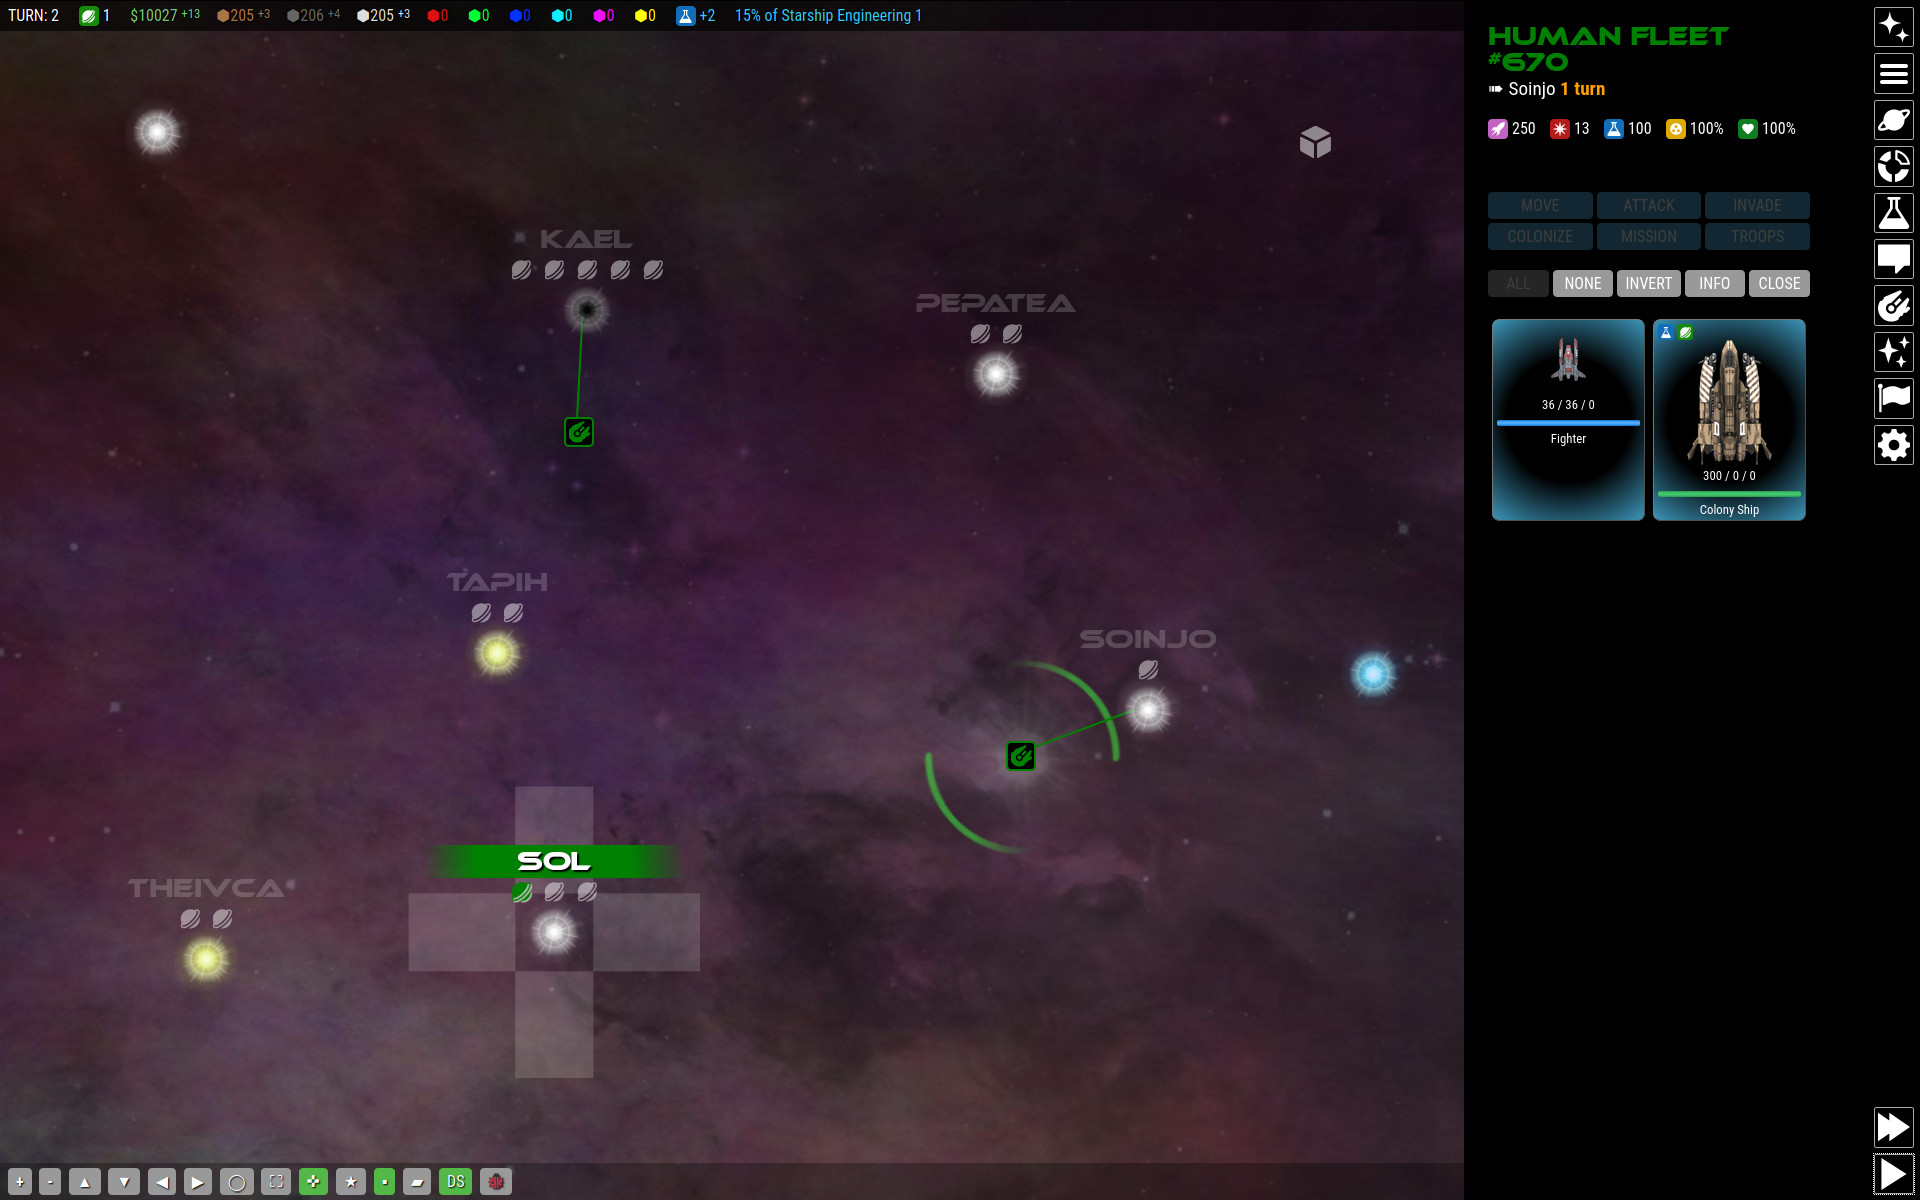 TURN: 2 1 $10027 +13 205 +3 206 +4 205 +3 0 0 0 0 0 0 +2 15% of Starship Engineering 1
KAEL
PEPATEA
TAPIH
SOINJO
SOL
THEIVCA
+ - DS
HUMAN FLEET
#670
Soinjo 1 turn
250 13 100 100% 100%
MOVE ATTACK INVADE
COLONIZE MISSION TROOPS
ALL NONE INVERT INFO CLOSE
36 / 36 / 0
Fighter
300 / 0 / 0
Colony Ship